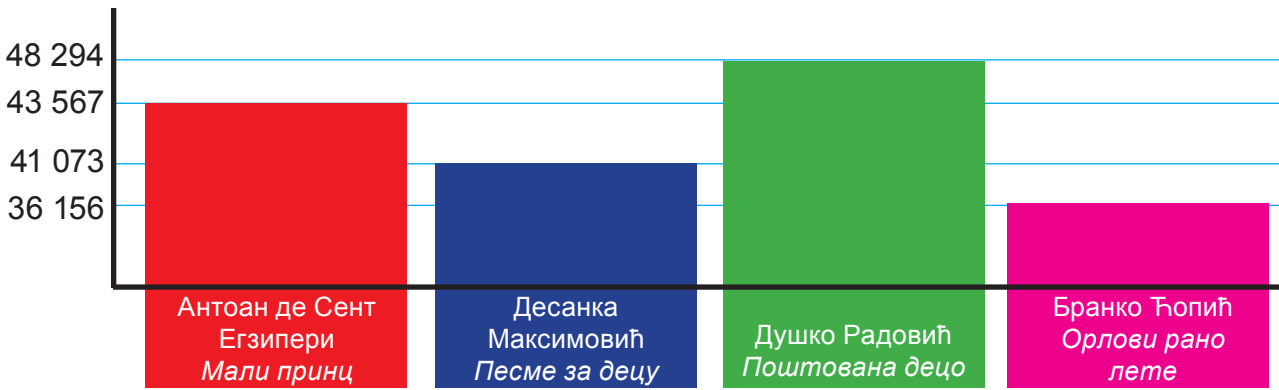 48 294
43 567
41 073
36 156
Антоан де Сент
Егзипери
Мали принц
Десанка
Максимовић
Песме за децу
Душко Радовић
Поштована децо
Бранко Ћопић
Орлови рано
лете